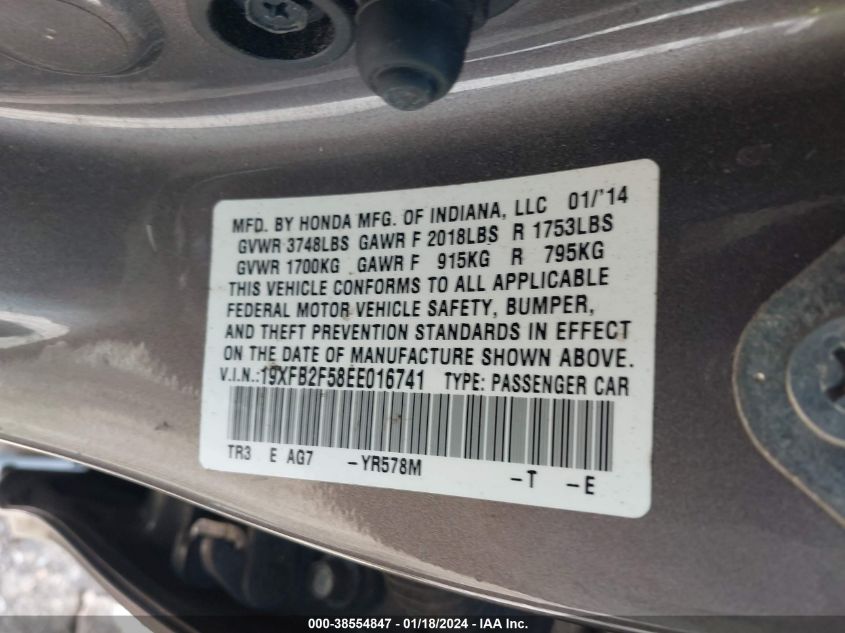 MFD. BY HONDA MFG. OF INDIANA, LLC 01/'14
GVWR 3748LBS GAWR F 2018LBS R 1753LBS
GVWR 1700KG GAWR F 915KG R 795KG
THIS VEHICLE CONFORMS TO ALL APPLICABLE
FEDERAL MOTOR VEHICLE SAFETY, BUMPER,
AND THEFT PREVENTION STANDARDS IN EFFECT
ON THE DATE OF MANUFACTURE SHOWN ABOVE.
V.I.N.:19XFB2F58EE016741 TYPE: PASSENGER CAR
TR3 E AG7 -YR578M -T -E
000-38554847 - 01/18/2024 - IAAI, Inc.